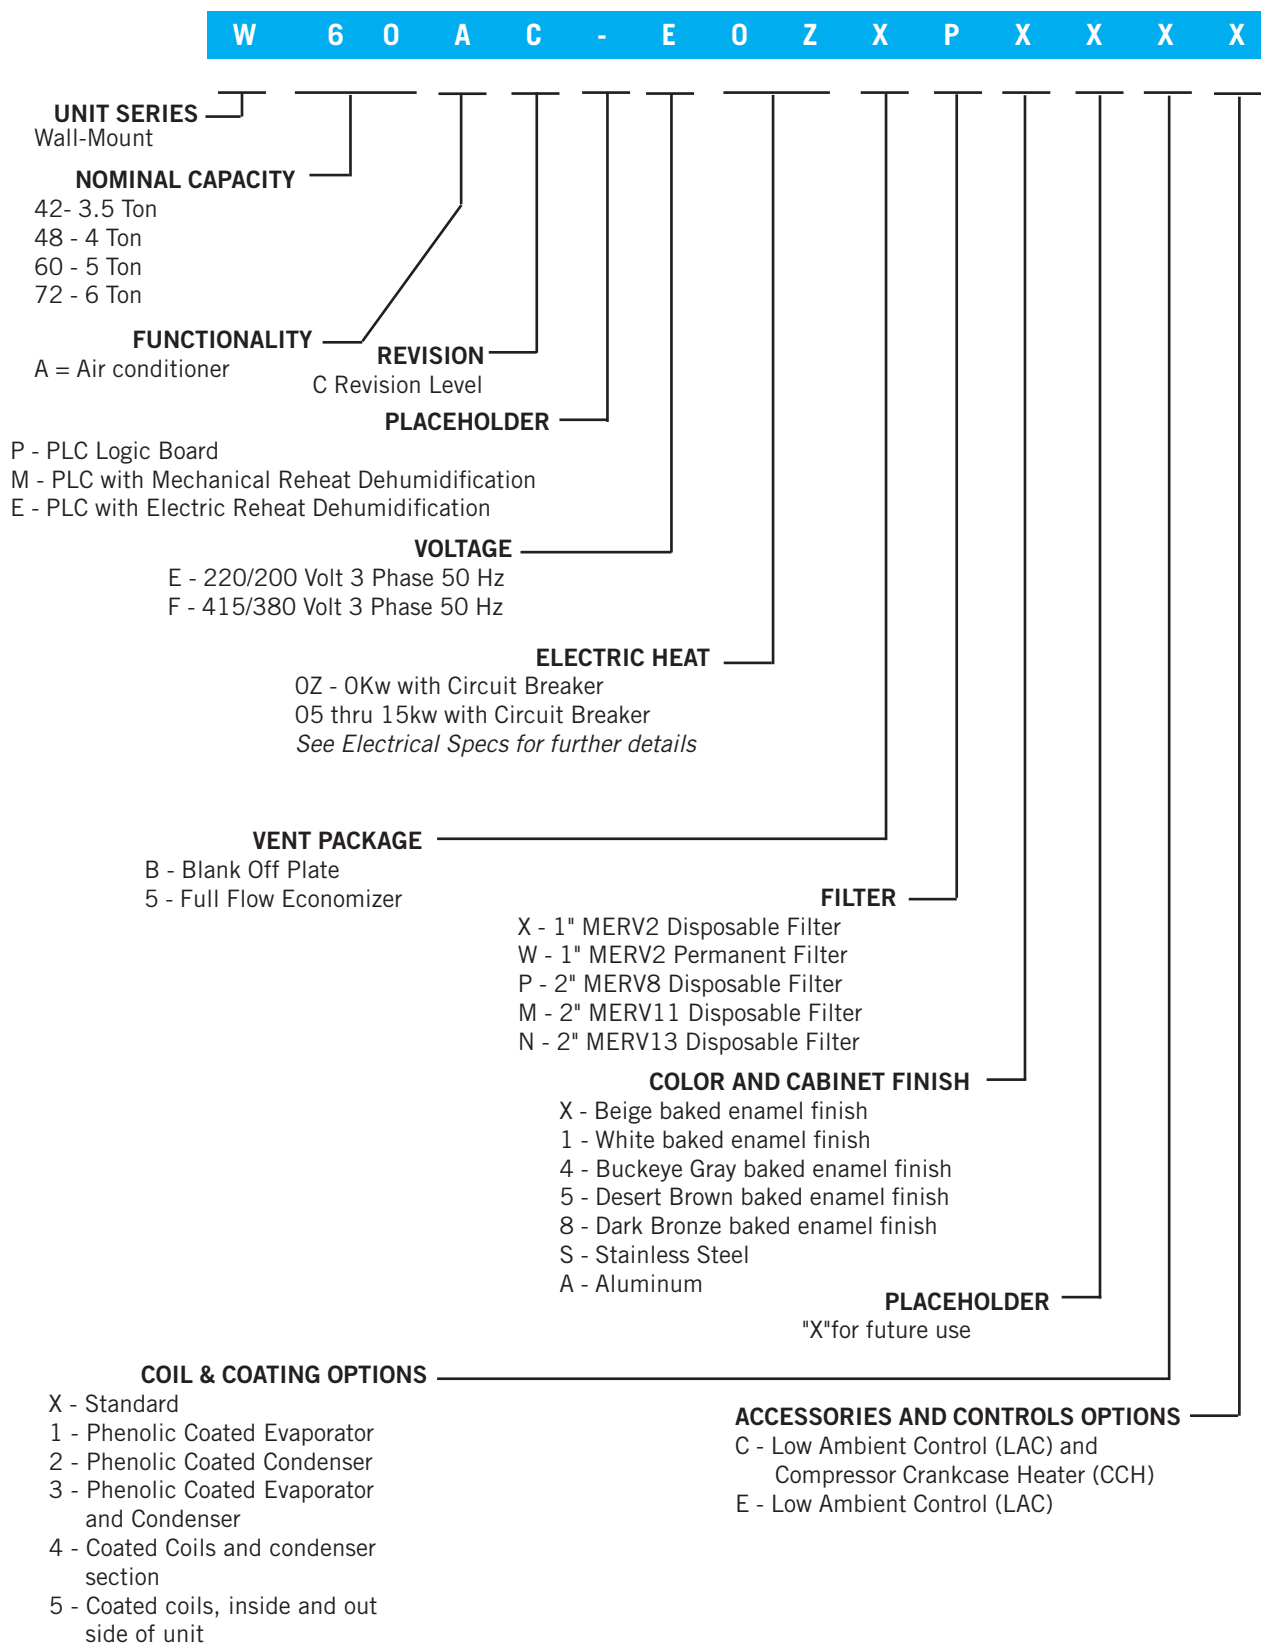 W 6 0 A C - E 0 Z X P X X X X
UNIT SERIES
Wall-Mount
NOMINAL CAPACITY
42- 3.5 Ton
48 - 4 Ton
60 - 5 Ton
72 - 6 Ton
FUNCTIONALITY
A = Air conditioner
REVISION
C Revision Level
PLACEHOLDER
P - PLC Logic Board
M - PLC with Mechanical Reheat Dehumidification
E - PLC with Electric Reheat Dehumidification
VOLTAGE
E - 220/200 Volt 3 Phase 50 Hz
F - 415/380 Volt 3 Phase 50 Hz
ELECTRIC HEAT
0Z - 0Kw with Circuit Breaker
05 thru 15kw with Circuit Breaker
See Electrical Specs for further details
VENT PACKAGE
B - Blank Off Plate
5 - Full Flow Economizer
FILTER
X - 1" MERV2 Disposable Filter
W - 1" MERV2 Permanent Filter
P - 2" MERV8 Disposable Filter
M - 2" MERV11 Disposable Filter
N - 2" MERV13 Disposable Filter
COLOR AND CABINET FINISH
X - Beige baked enamel finish
1 - White baked enamel finish
4 - Buckeye Gray baked enamel finish
5 - Desert Brown baked enamel finish
8 - Dark Bronze baked enamel finish
S - Stainless Steel
A - Aluminum
PLACEHOLDER
"X"for future use
COIL & COATING OPTIONS
X - Standard
1 - Phenolic Coated Evaporator
2 - Phenolic Coated Condenser
3 - Phenolic Coated Evaporator
and Condenser
4 - Coated Coils and condenser
section
5 - Coated coils, inside and out
side of unit
ACCESSORIES AND CONTROLS OPTIONS
C - Low Ambient Control (LAC) and
Compressor Crankcase Heater (CCH)
E - Low Ambient Control (LAC)